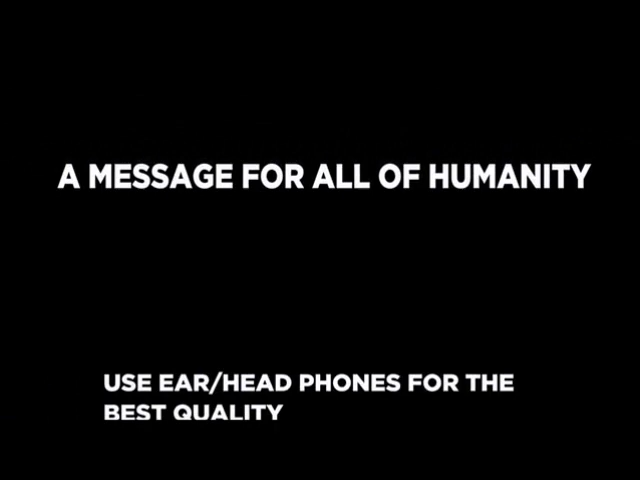 A MESSAGE FOR ALL OF HUMANITY
USE EAR/HEAD PHONES FOR THE
BEST QUALITY